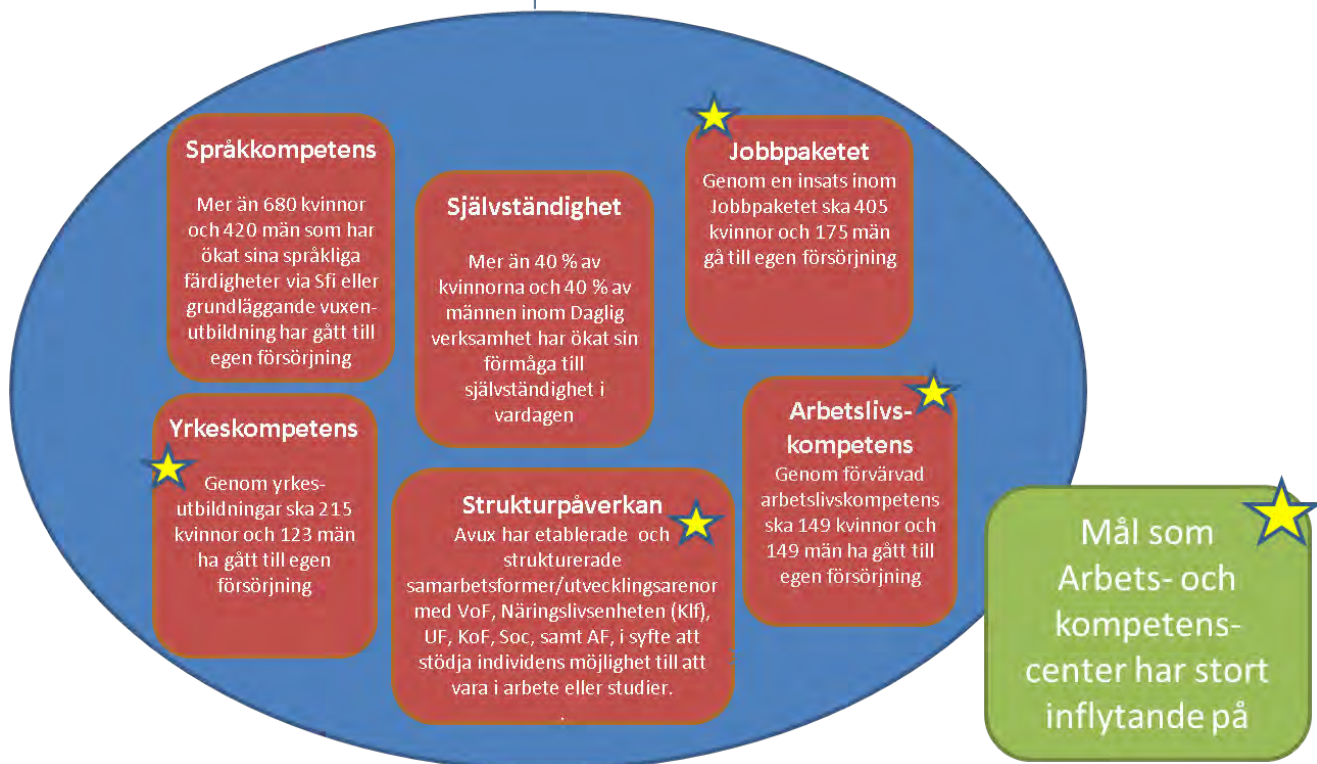 Språkkompetens
Mer än 680 kvinnor
och 420 män som har
ökat sina språkliga
färdigheter via Sfi eller
grundläggande vuxen-
utbildning har gått till
egen försörjning
Självständighet
Mer än 40 % av
kvinnorna och 40 % av
männen inom Daglig
verksamhet har ökat sin
förmåga till
självständighet i
vardagen
Jobbpaketet
Genom en insats inom
Jobbpaketet ska 405
kvinnor och 175 män
gå till egen försörjning
Yrkeskompetens
Genom yrkes-
utbildningar ska 215
kvinnor och 123 män
ha gått till egen
försörjning
Strukturpåverkan
Avux har etablerade och
strukturerade
samarbetsformer/utvecklingsarenor
med VoF, Näringslivsenheten (Klf),
UF, KoF, Soc, samt AF, i syfte att
stödja individens möjlighet till att
vara i arbete eller studier.
.
Arbetslivs-
kompetens
Genom förvärvad
arbetslivskompetens
ska 149 kvinnor och
149 män ha gått till
egen försörjning
Mål som
Arbets- och
kompetens-
center har stort
inflytande på